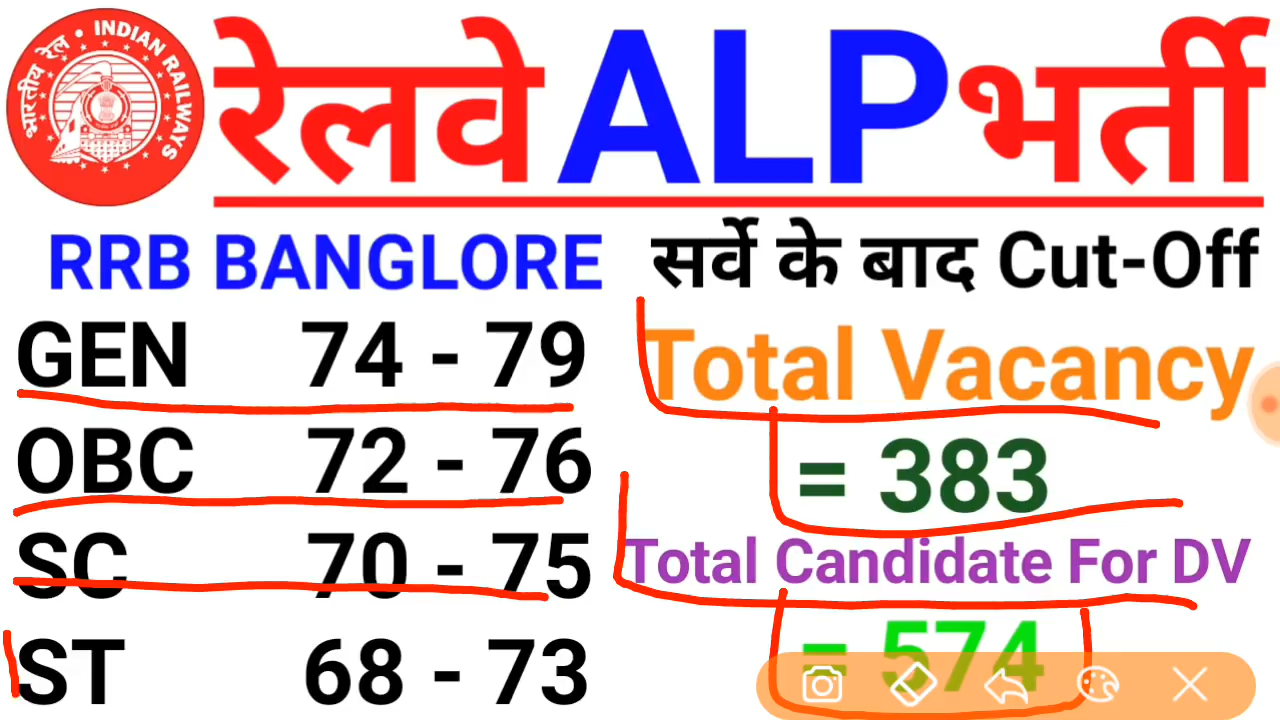 भारतीय रेल • INDIAN RAILWAYS
रेलवे ALP भर्ती
RRB BANGLORE
सर्वे के बाद Cut-Off
GEN 74 - 79
OBC 72 - 76
SC 70 - 75
ST 68 - 73
Total Vacancy
= 383
Total Candidate For DV
= 574